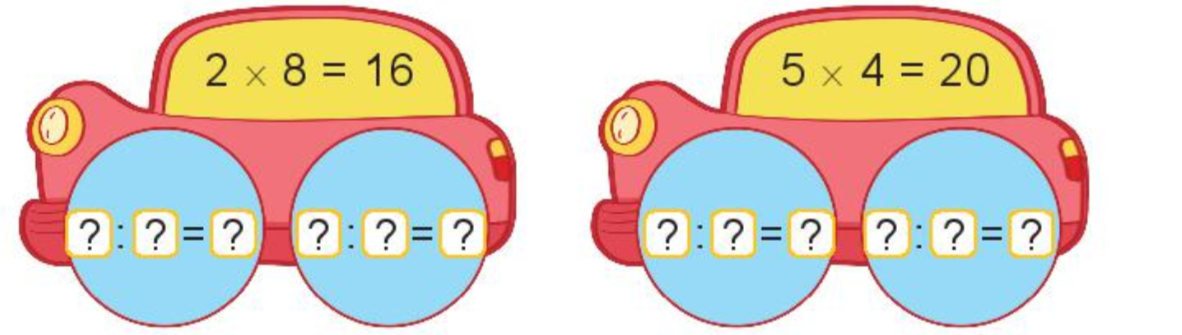 2 × 8 = 16
5 × 4 = 20
? : ? = ? ? : ? = ?
? : ? = ? ? : ? = ?